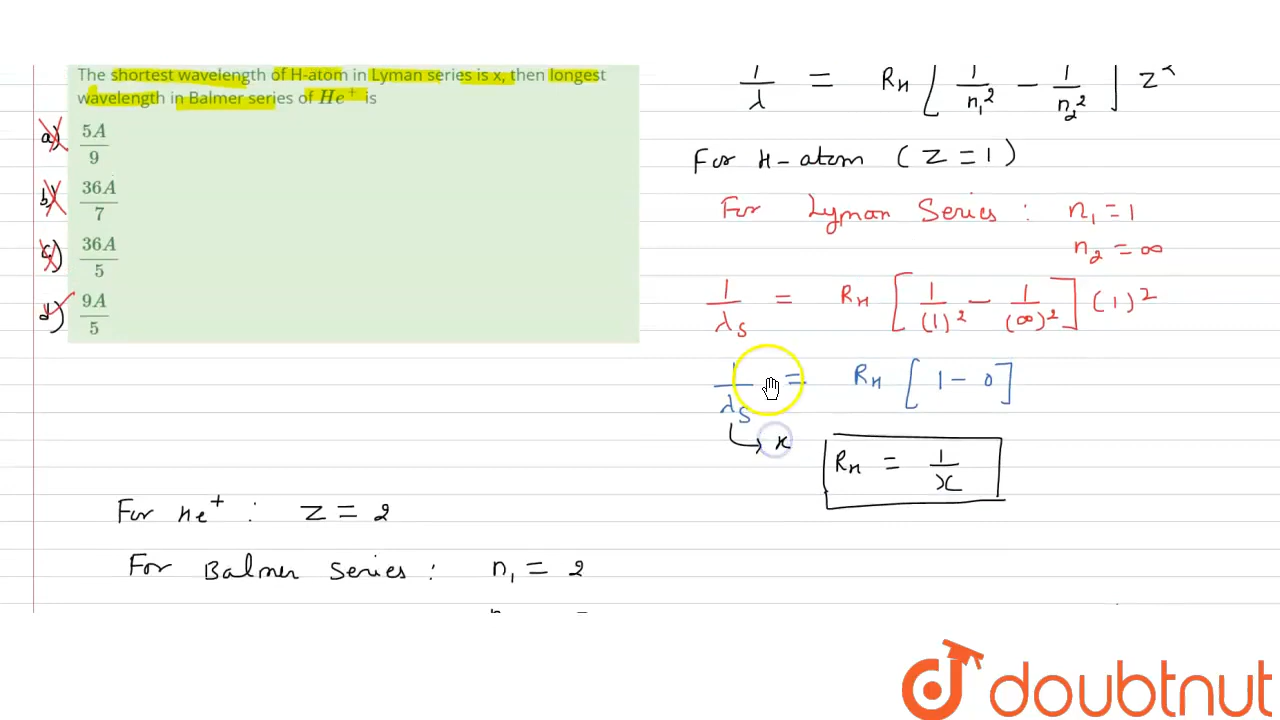 The shortest wavelength of H-atom in Lyman series is x, then longest
wavelength in Balmer series of He⁺ is
a) 5A/9
b) 36A/7
c) 36A/5
d) 9A/5
1/λ = R_H [1/n₁² − 1/n₂²] z²
For H-atom (Z=1)
For Lyman Series : n₁=1
n₂ = ∞
1/λ_S = R_H [1/(1)² − 1/(∞)²] (1)²
1/λ_S = R_H [1 − 0]
x
R_H = 1/x
For He⁺ : Z = 2
For Balmer Series : n₁ = 2
doubtnut